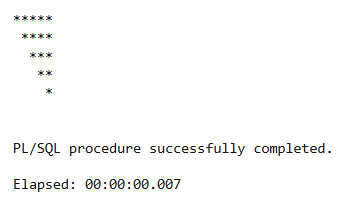 *****
 ****
  ***
   **
    *
PL/SQL procedure successfully completed.
Elapsed: 00:00:00.007